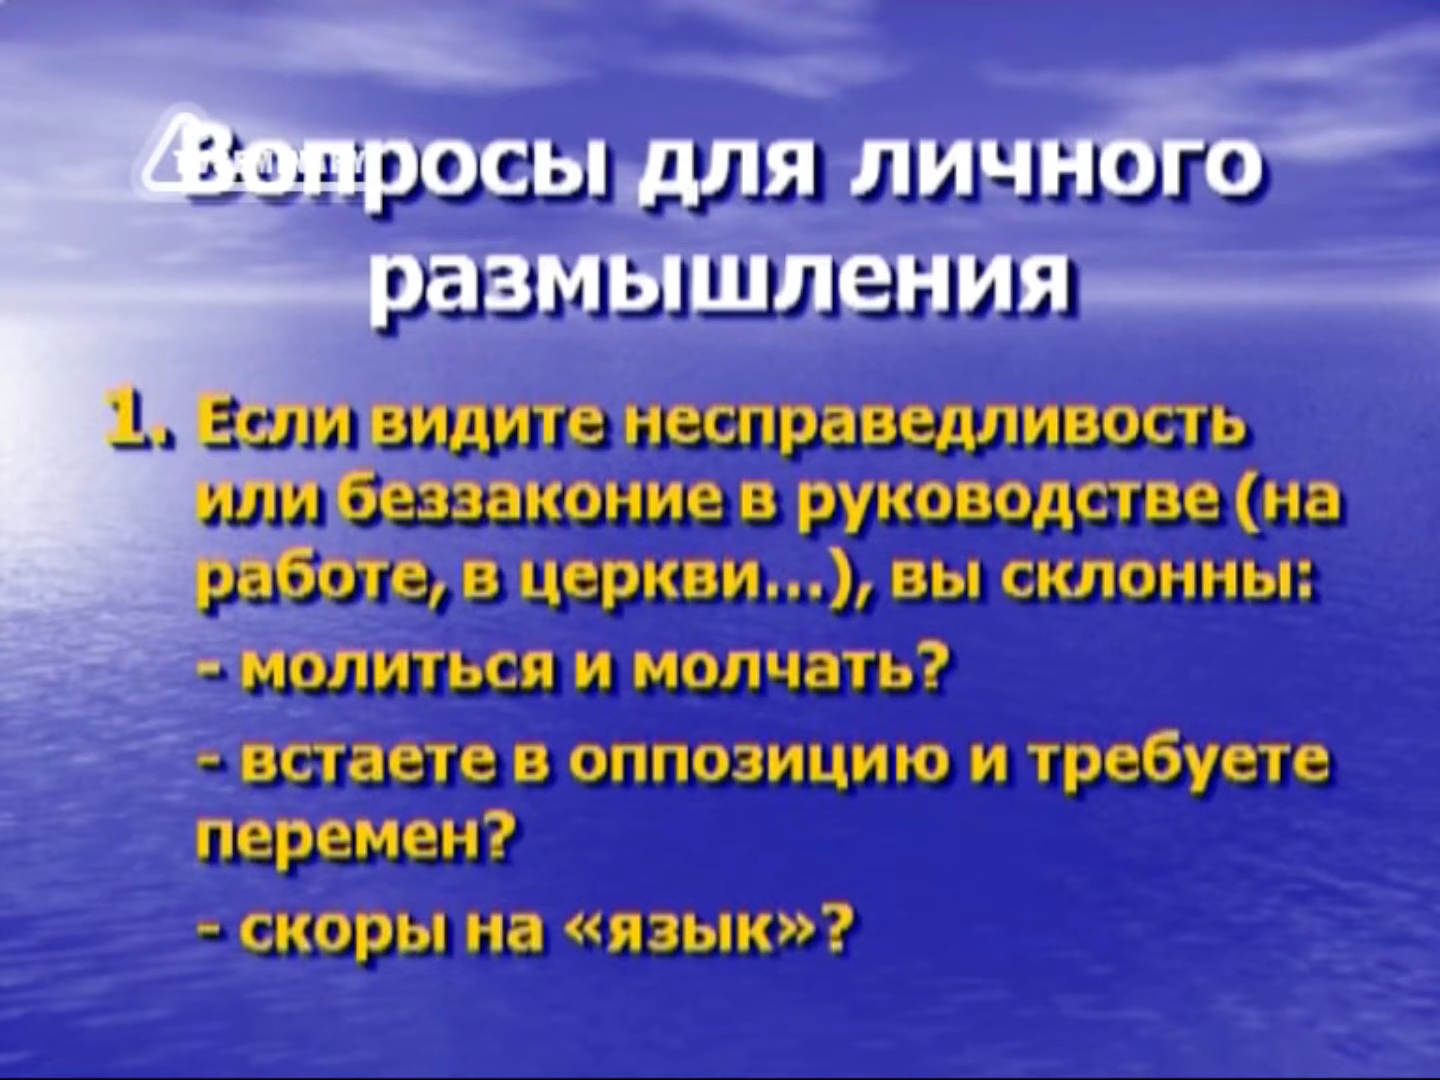 Вопросы для личного
размышления
1. Если видите несправедливость
или беззаконие в руководстве (на
работе, в церкви...), вы склонны:
- молиться и молчать?
- встаете в оппозицию и требуете
перемен?
- скоры на «язык»?